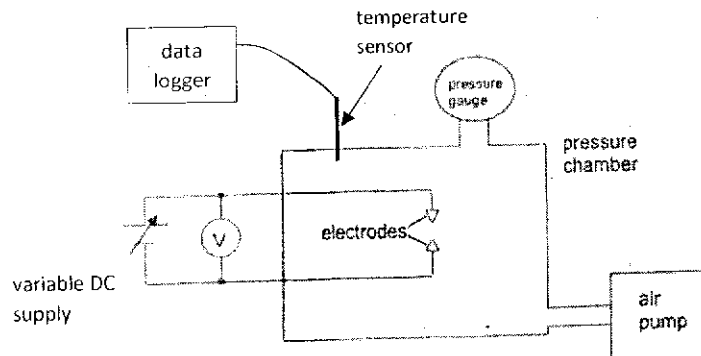 temperature
sensor
data
logger
pressure
gauge
pressure
chamber
V
electrodes
variable DC
supply
air
pump